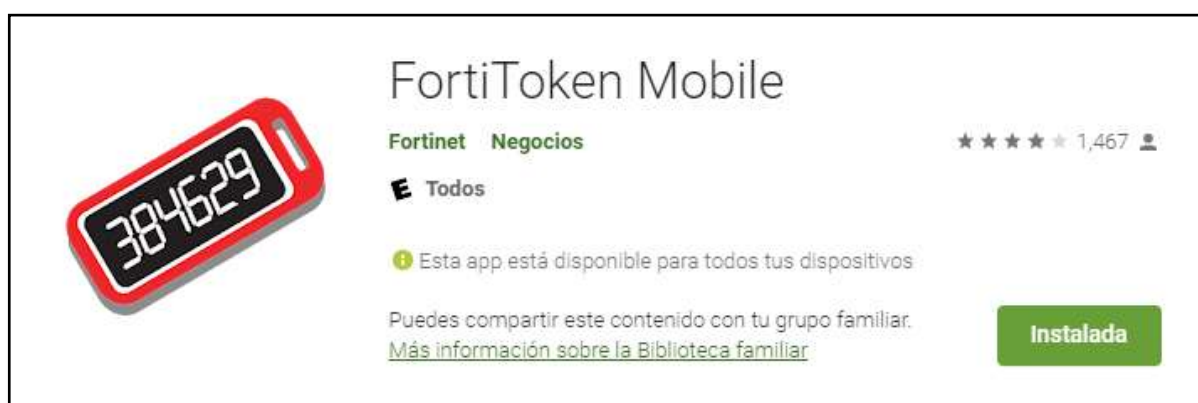 FortiToken Mobile
Fortinet Negocios
1,467
E Todos
Esta app está disponible para todos tus dispositivos
Puedes compartir este contenido con tu grupo familiar.
Más información sobre la Biblioteca familiar
Instalada
384629